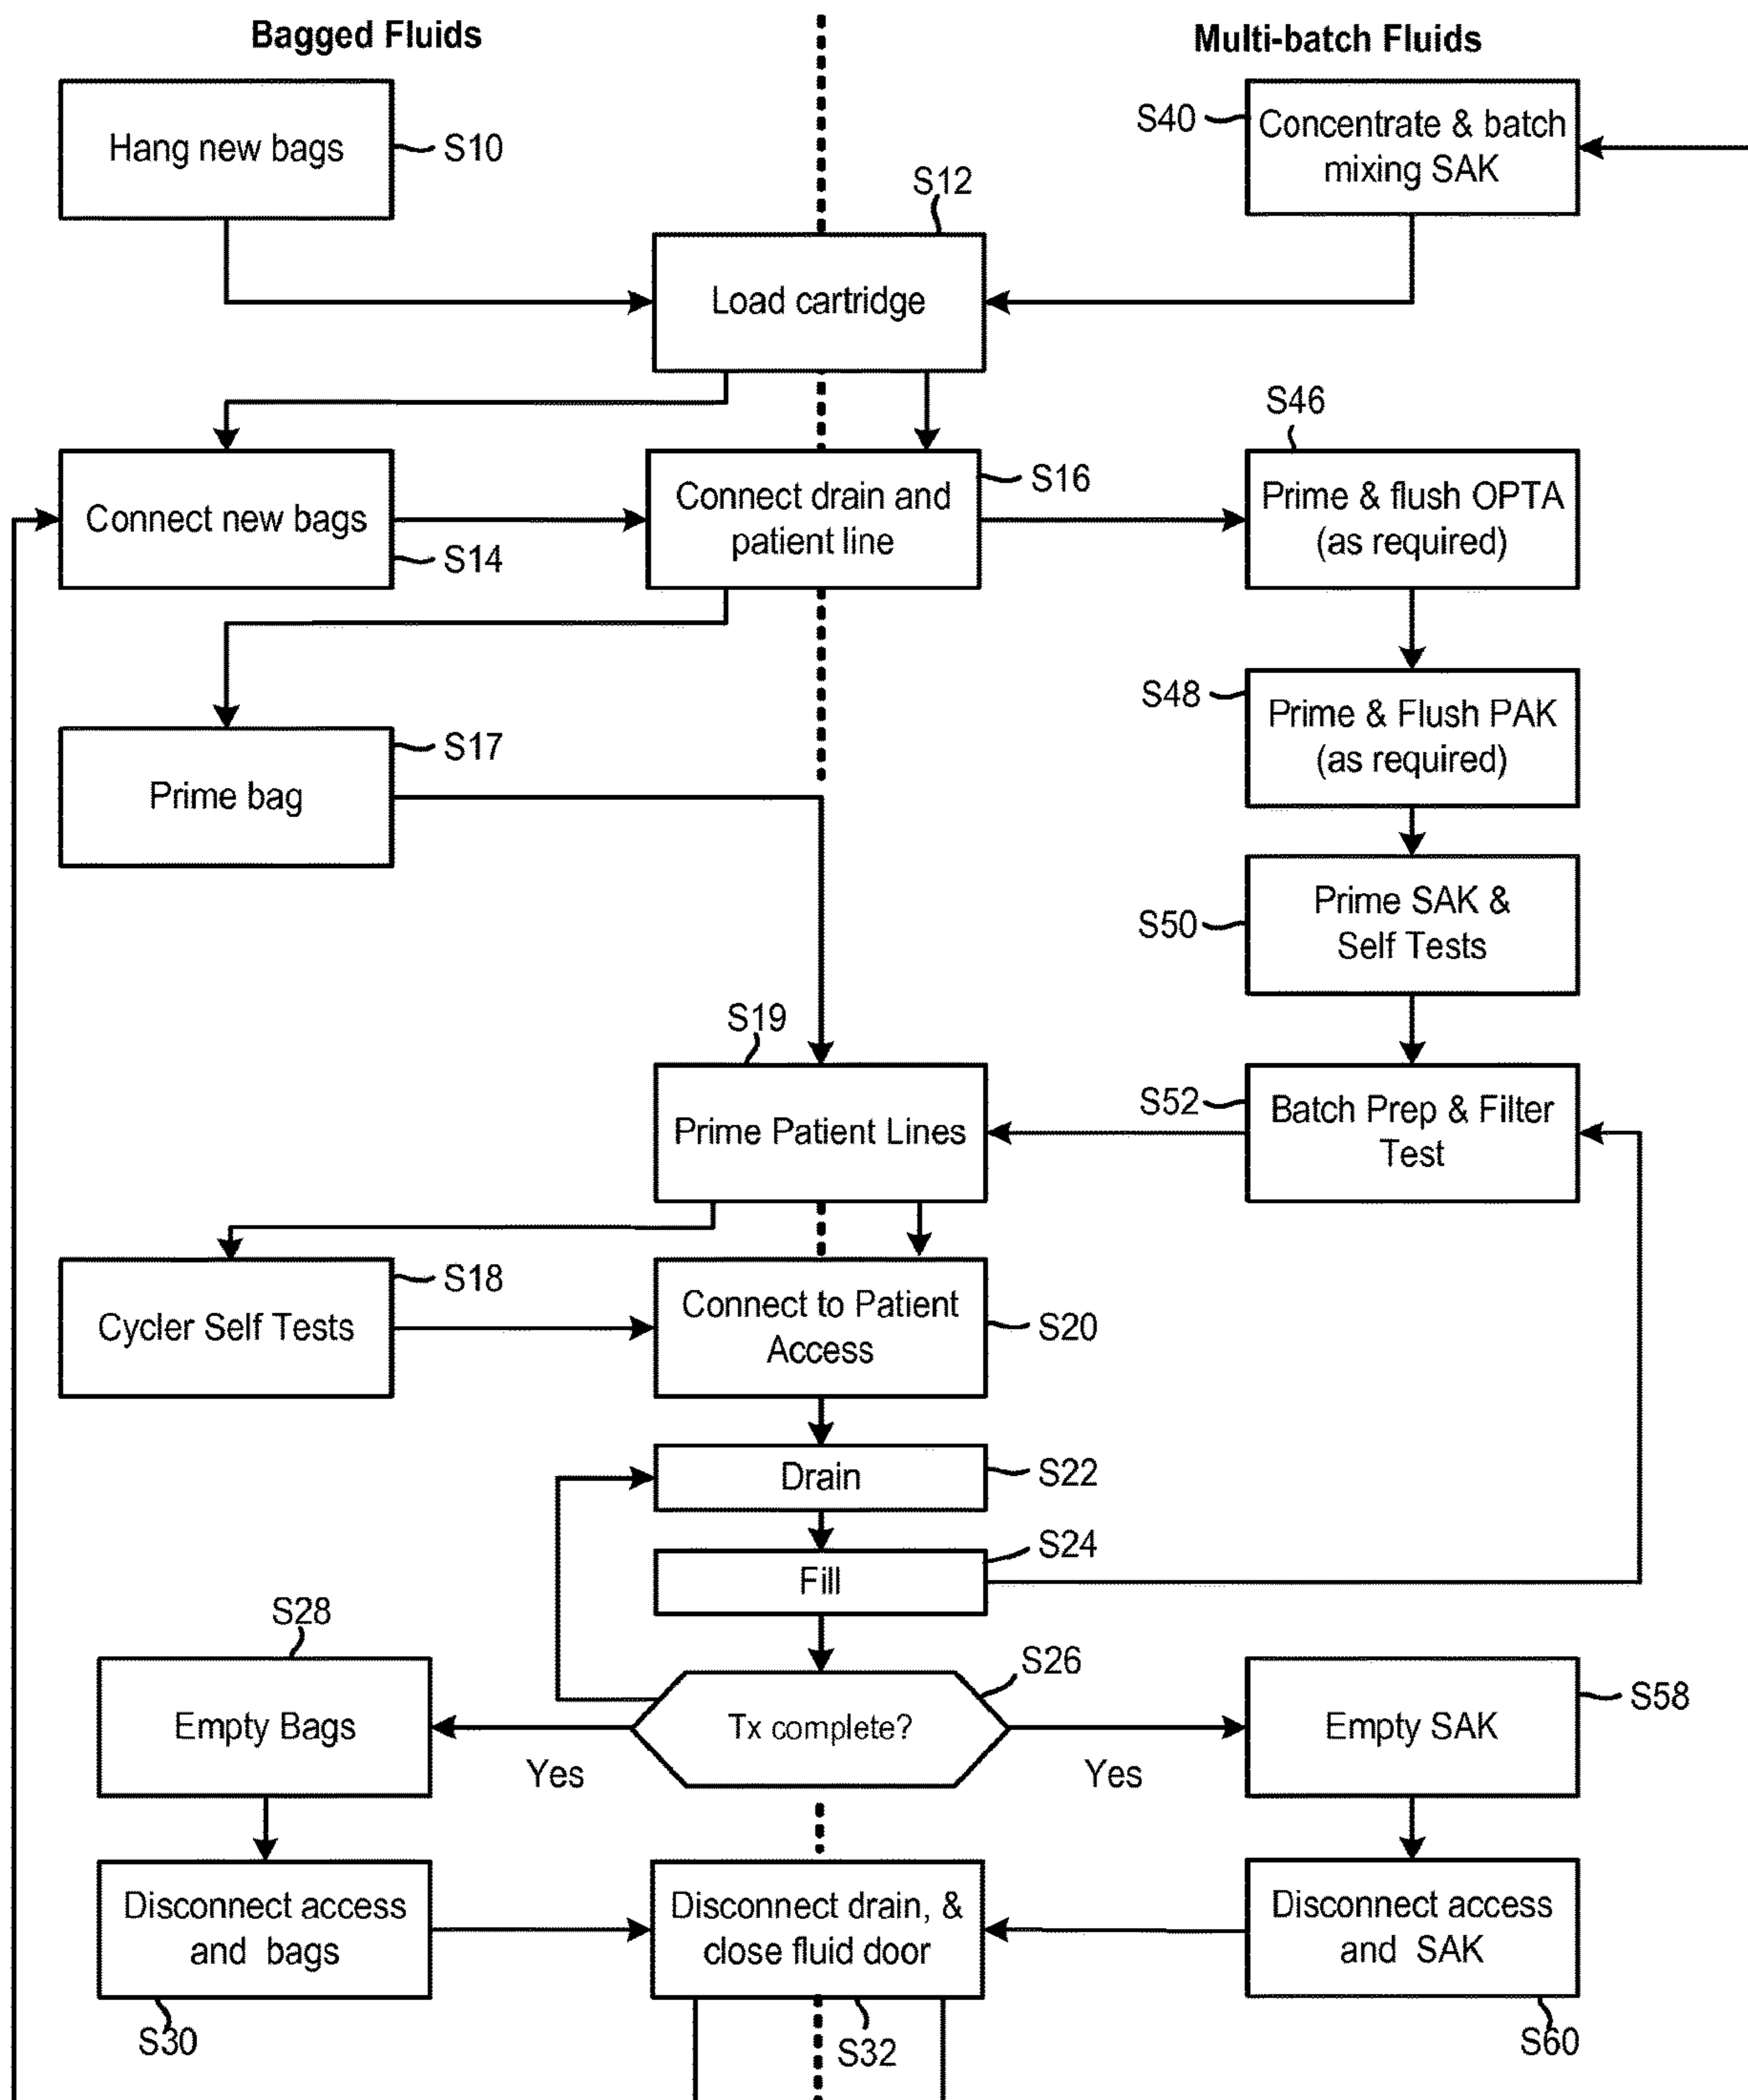 Bagged Fluids
Multi-batch Fluids
Hang new bags
S10
S40
Concentrate & batch
mixing SAK
S12
Load cartridge
S46
Connect new bags
S14
Connect drain and
patient line
S16
Prime & flush OPTA
(as required)
S48
Prime & Flush PAK
(as required)
S17
Prime bag
S50
Prime SAK &
Self Tests
S19
Prime Patient Lines
S52
Batch Prep & Filter
Test
S18
Cycler Self Tests
Connect to Patient
Access
S20
Drain
S22
S24
Fill
S28
Empty Bags
S26
Tx complete?
Yes
Yes
Empty SAK
S58
Disconnect access
and bags
S30
Disconnect drain, &
close fluid door
S32
Disconnect access
and SAK
S60